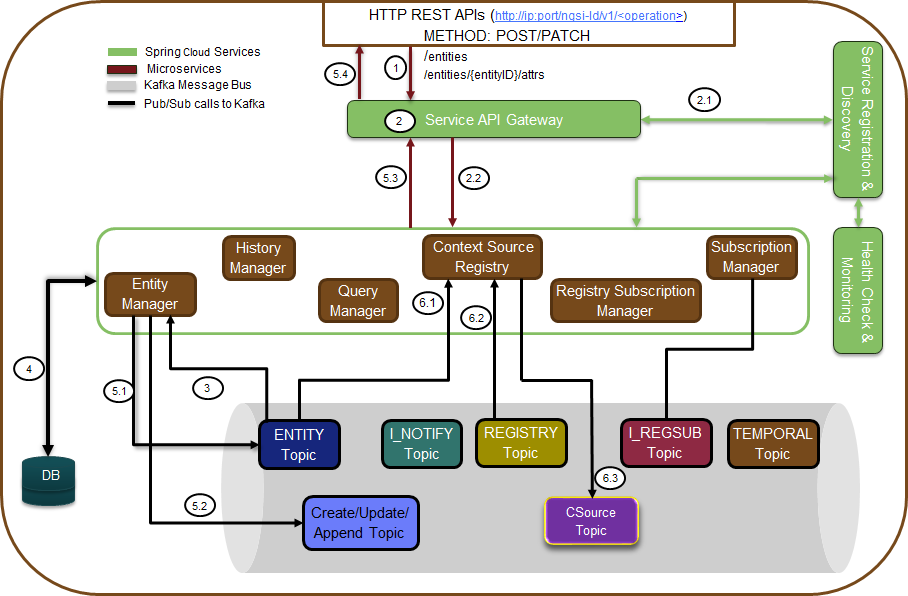 HTTP REST APIs (http://ip:port/ngsi-ld/v1/<operation>)
METHOD: POST/PATCH
/entities
/entities/{entityID}/attrs
Spring Cloud Services
Microservices
Kafka Message Bus
Pub/Sub calls to Kafka
5.4
1
2
Service API Gateway
2.1
Service Registration &
Discovery
5.3
2.2
History
Manager
Context Source
Registry
Subscription
Manager
Entity
Manager
Query
Manager
Registry Subscription
Manager
Health Check &
Monitoring
6.1
6.2
4
5.1
3
ENTITY
Topic
I_NOTIFY
Topic
REGISTRY
Topic
I_REGSUB
Topic
TEMPORAL
Topic
DB
5.2
6.3
Create/Update/
Append Topic
CSource
Topic